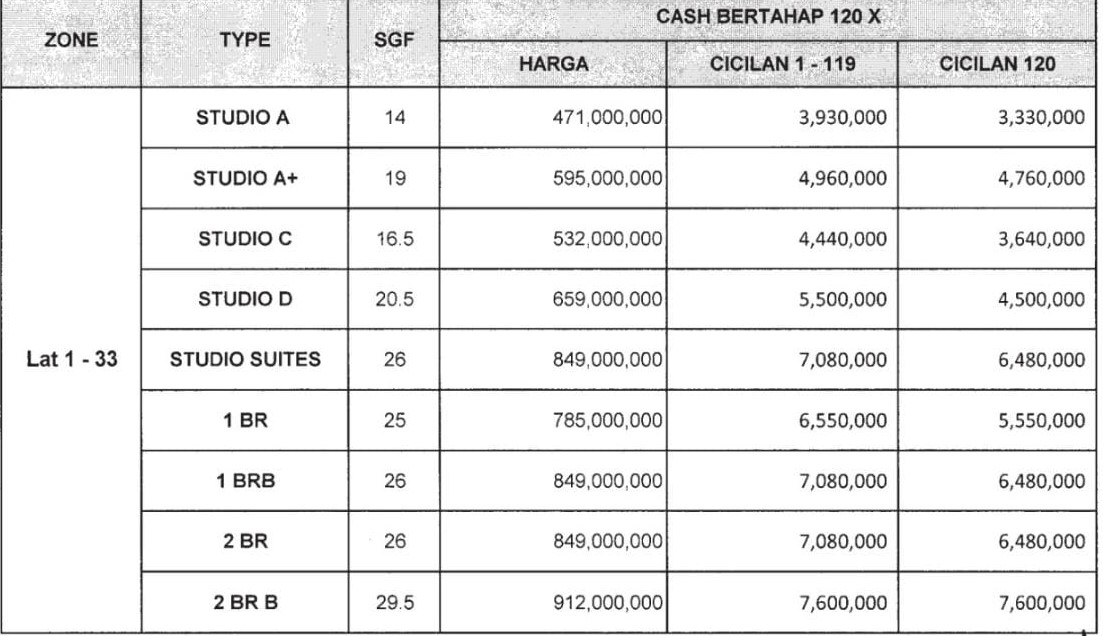 ZONE TYPE SGF CASH BERTAHAP 120 X
HARGA CICILAN 1 - 119 CICILAN 120
Lat 1 - 33
STUDIO A 14 471,000,000 3,930,000 3,330,000
STUDIO A+ 19 595,000,000 4,960,000 4,760,000
STUDIO C 16.5 532,000,000 4,440,000 3,640,000
STUDIO D 20.5 659,000,000 5,500,000 4,500,000
STUDIO SUITES 26 849,000,000 7,080,000 6,480,000
1 BR 25 785,000,000 6,550,000 5,550,000
1 BRB 26 849,000,000 7,080,000 6,480,000
2 BR 26 849,000,000 7,080,000 6,480,000
2 BR B 29.5 912,000,000 7,600,000 7,600,000